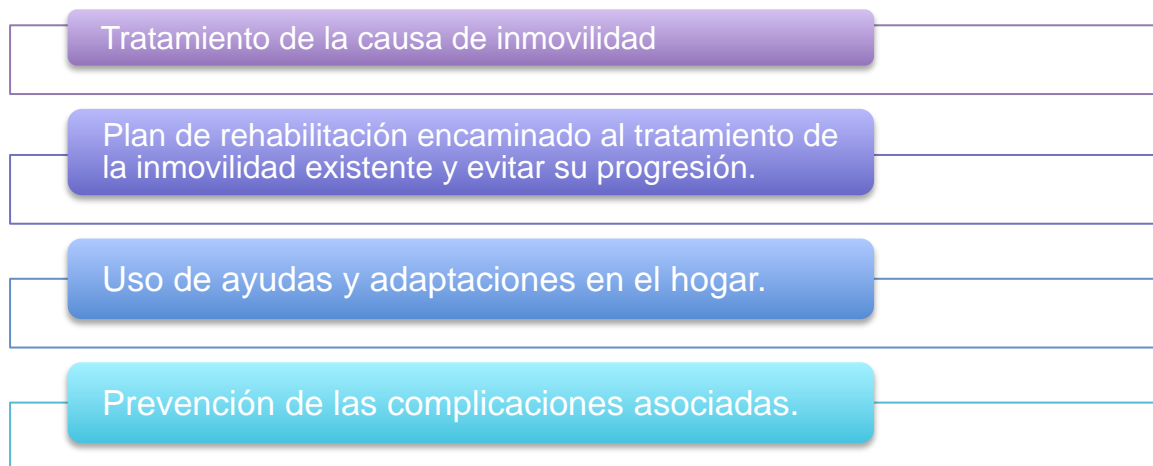 Tratamiento de la causa de inmovilidad
Plan de rehabilitación encaminado al tratamiento de
la inmovilidad existente y evitar su progresión.
Uso de ayudas y adaptaciones en el hogar.
Prevención de las complicaciones asociadas.